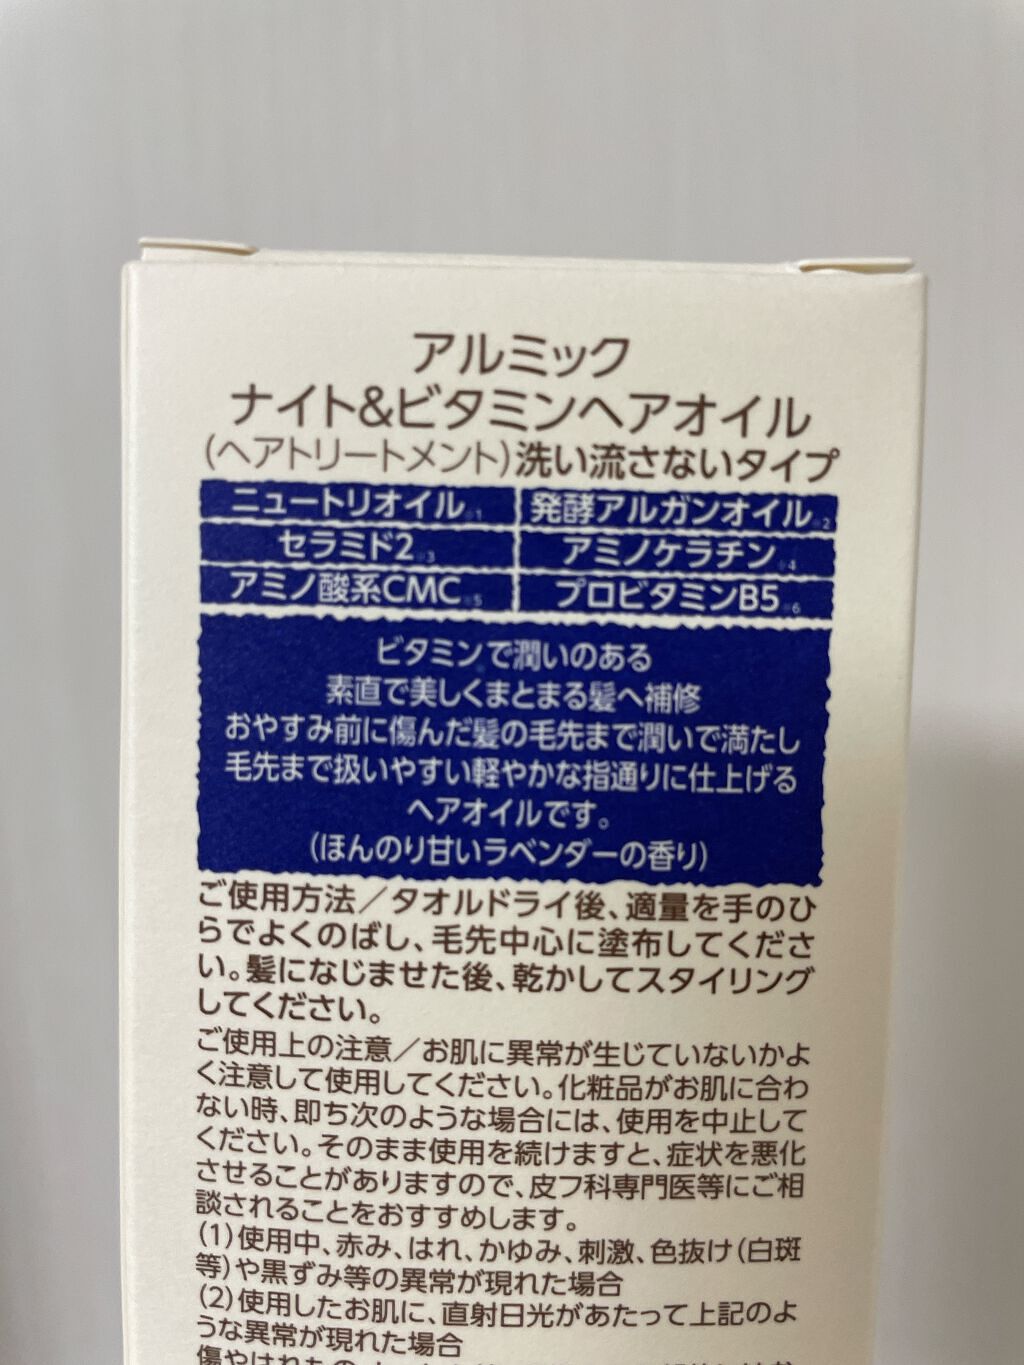 アルミック
ナイト&ビタミンヘアオイル
(ヘアトリートメント)洗い流さないタイプ
ニュートリオイル※1 発酵アルガンオイル※2
セラミド2※3 アミノケラチン※4
アミノ酸系CMC※5 プロビタミンB5※6
ビタミンで潤いのある
素直で美しくまとまる髪へ補修
おやすみ前に傷んだ髪の毛先まで潤いで満たし
毛先まで扱いやすい軽やかな指通りに仕上げる
ヘアオイルです。
(ほんのり甘いラベンダーの香り)
ご使用方法/タオルドライ後、適量を手のひ
らでよくのばし、毛先中心に塗布してくださ
い。髪になじませた後、乾かしてスタイリング
してください。
ご使用上の注意/お肌に異常が生じていないかよ
く注意して使用してください。化粧品がお肌に合わ
ない時、即ち次のような場合には、使用を中止して
ください。そのまま使用を続けますと、症状を悪化
させることがありますので、皮フ科専門医等にご相
談されることをおすすめします。
(1)使用中、赤み、はれ、かゆみ、刺激、色抜け(白斑
等)や黒ずみ等の異常が現れた場合
(2)使用したお肌に、直射日光があたって上記のよ
うな異常が現れた場合